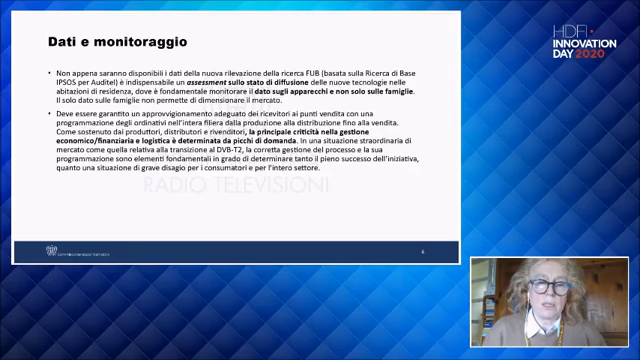 HDFI
INNOVATION
DAY 2020
Dati e monitoraggio
• Non appena saranno disponibili i dati della nuova rilevazione della ricerca FUB (basata sulla Ricerca di Base
IPSOS per Auditel) è indispensabile un assessment sullo stato di diffusione delle nuove tecnologie nelle
abitazioni di residenza, dove è fondamentale monitorare il dato sugli apparecchi e non solo sulle famiglie.
Il solo dato sulle famiglie non permette di dimensionare il mercato.
• Deve essere garantito un approvvigionamento adeguato dei ricevitori ai punti vendita con una
programmazione degli ordinativi nell'intera filiera dalla produzione alla distribuzione fino alla vendita.
Come sostenuto dai produttori, distributori e rivenditori, la principale criticità nella gestione
economico/finanziaria e logistica è determinata da picchi di domanda. In una situazione straordinaria di
mercato come quella relativa alla transizione al DVB-T2, la corretta gestione del processo e la sua
programmazione sono elementi fondamentali in grado di determinare tanto il pieno successo dell'iniziativa,
quanto una situazione di grave disagio per i consumatori e per l'intero settore.
RADIO TELEVISIONI
6